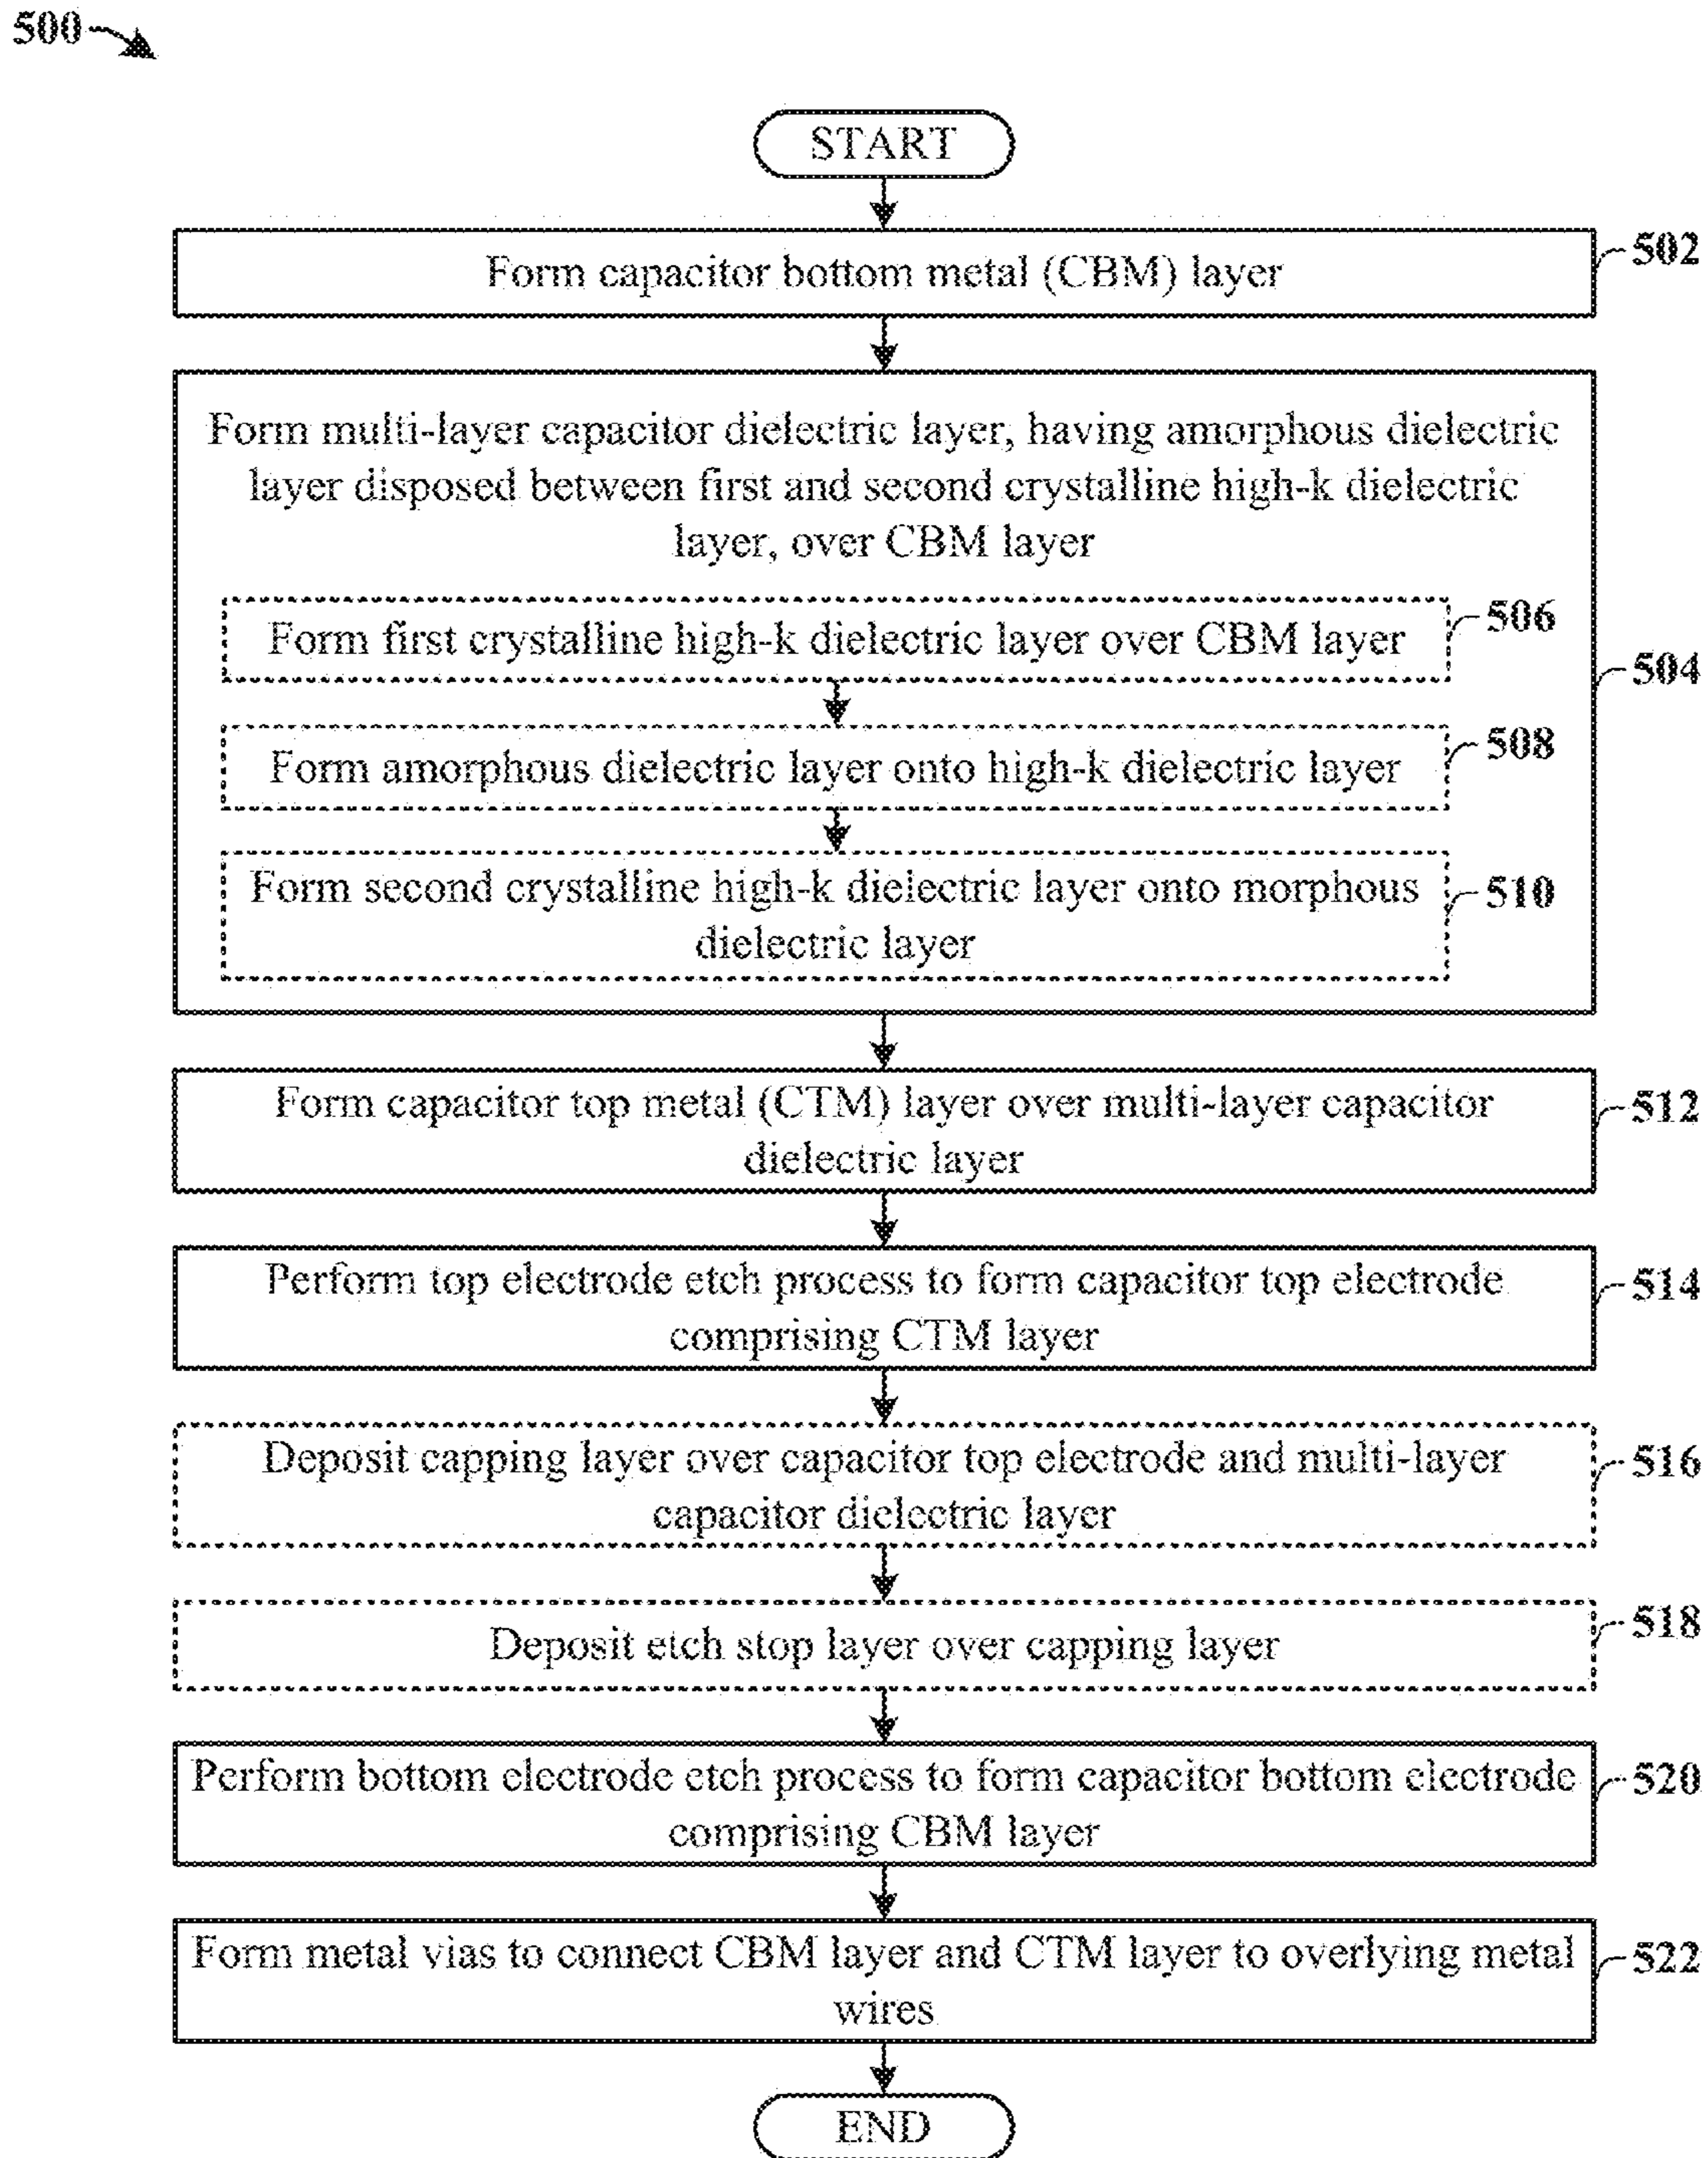 500
START
Form capacitor bottom metal (CBM) layer
502
Form multi-layer capacitor dielectric layer, having amorphous dielectric
layer disposed between first and second crystalline high-k dielectric
layer, over CBM layer
504
Form first crystalline high-k dielectric layer over CBM layer
506
Form amorphous dielectric layer onto high-k dielectric layer
508
Form second crystalline high-k dielectric layer onto morphous
dielectric layer
510
Form capacitor top metal (CTM) layer over multi-layer capacitor
dielectric layer
512
Perform top electrode etch process to form capacitor top electrode
comprising CTM layer
514
Deposit capping layer over capacitor top electrode and multi-layer
capacitor dielectric layer
516
Deposit etch stop layer over capping layer
518
Perform bottom electrode etch process to form capacitor bottom electrode
comprising CBM layer
520
Form metal vias to connect CBM layer and CTM layer to overlying metal
wires
522
END